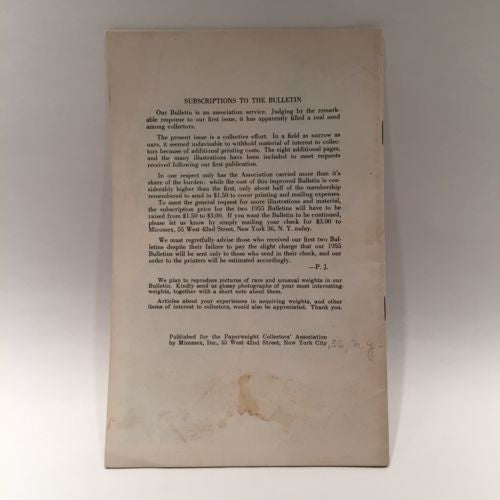 SUBSCRIPTIONS TO THE BULLETIN
Our Bulletin is an association service. Judging by the remark-
able response to our first issue, it has apparently filled a real need
among collectors.
The present issue is a collective effort. In a field as narrow as
ours, it seemed indavisable to withhold material of interest to collec-
tors because of additional printing costs. The eight additional pages,
and the many illustrations have been included to meet requests
received following our first publication.
In one respect only has the Association carried more than it's
share of the burden: while the cost of this improved Bulletin is con-
siderably higher than the first, only about half of the membership
remembered to send in $1.50 to cover printing and mailing expenses.
To meet the general request for more illustrations and material,
the subscription price for the two 1955 Bulletins will have to be
raised from $1.50 to $3.00. If you want the Bulletin to be continued,
please let us know by simply mailing your check for $3.00 to
Micomex, 55 West 42nd Street, New York 36, N. Y. today.
We must regretfully advise those who received our first two Bul-
letins despite their failure to pay the slight charge that our 1955
Bulletins will be sent only to those who send in their check, and our
order to the printers will be estimated accordingly.
—P. J.
We plan to reproduce pictures of rare and unusual weights in our
Bulletin. Kindly send us glossy photographs of your most interesting
weights, together with a short note about them.
Articles about your experiences in acquiring weights, and other
items of interest to collectors, would also be appreciated. Thank you.
Published for the Paperweight Collectors' Association
by Micomex, Inc., 55 West 42nd Street, New York City 36, N.Y.